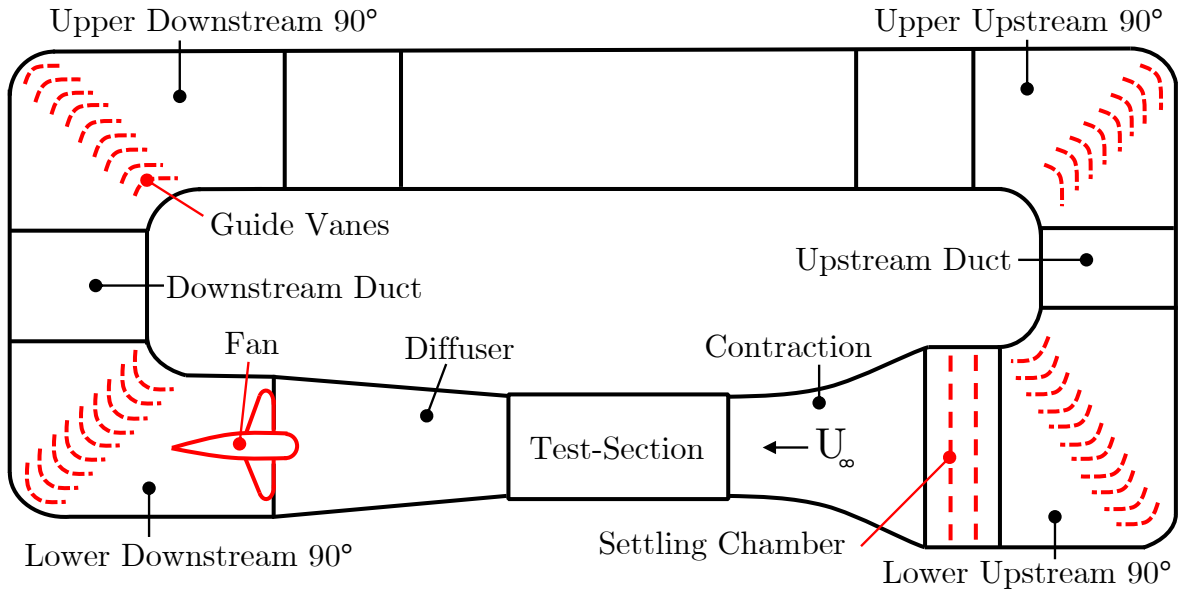 Upper Downstream 90°
Upper Upstream 90°
Guide Vanes
Upstream Duct
Downstream Duct
Fan
Diffuser
Contraction
Test-Section
U∞
Settling Chamber
Lower Downstream 90°
Lower Upstream 90°